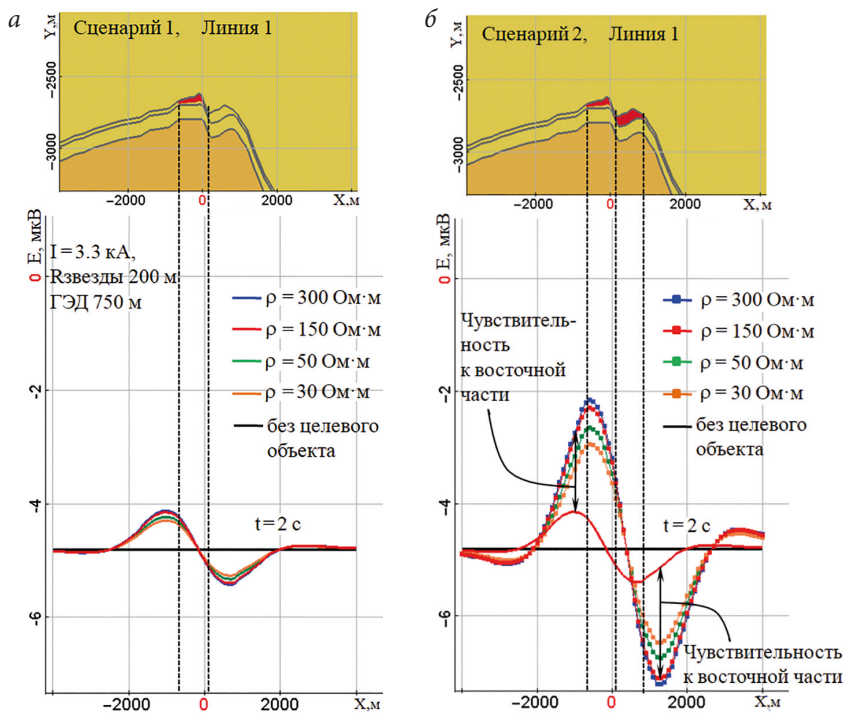 а
Y,м
Сценарий 1, Линия 1
−2500
−3000
−2000
0
2000
X,м
0 E, мкВ
I = 3.3 кА,
Rзвезды 200 м
ГЭД 750 м
ρ = 300 Ом·м
ρ = 150 Ом·м
ρ = 50 Ом·м
ρ = 30 Ом·м
без целевого
объекта
t = 2 с
-2
-4
-6
−2000
0
2000
X,м
б
Y,м
Сценарий 2, Линия 1
−2500
−3000
−2000
0
2000
X,м
0 E, мкВ
ρ = 300 Ом·м
ρ = 150 Ом·м
ρ = 50 Ом·м
ρ = 30 Ом·м
без целевого
объекта
Чувствитель-
ность
к восточной
части
t = 2 с
Чувствительность
к восточной части
-2
-4
-6
−2000
0
2000
X,м